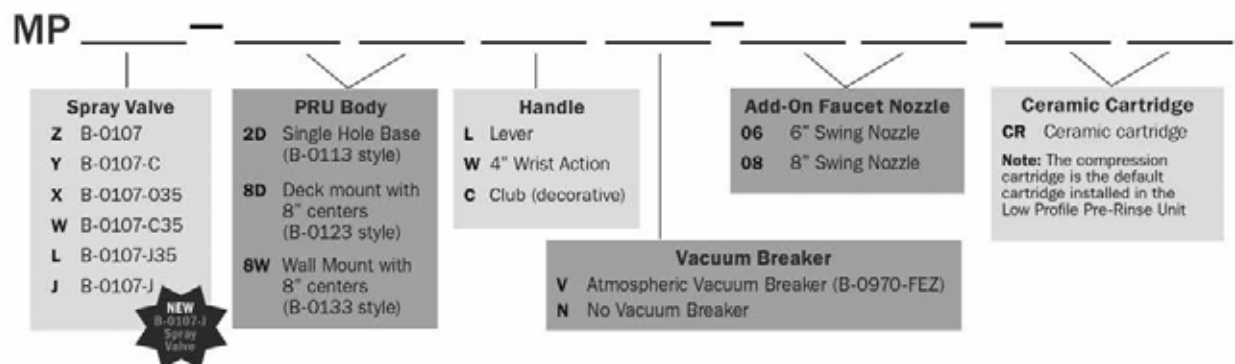 MP
Spray Valve
Z B-0107
Y B-0107-C
X B-0107-035
W B-0107-C35
L B-0107-J35
J B-0107-J
NEW
B-0107-J
Spray
Valve
PRU Body
2D Single Hole Base
(B-0113 style)
8D Deck mount with
8” centers
(B-0123 style)
8W Wall Mount with
8” centers
(B-0133 style)
Handle
L Lever
W 4” Wrist Action
C Club (decorative)
Vacuum Breaker
V Atmospheric Vacuum Breaker (B-0970-FEZ)
N No Vacuum Breaker
Add-On Faucet Nozzle
06 6” Swing Nozzle
08 8” Swing Nozzle
Ceramic Cartridge
CR Ceramic cartridge
Note: The compression
cartridge is the default
cartridge installed in the
Low Profile Pre-Rinse Unit